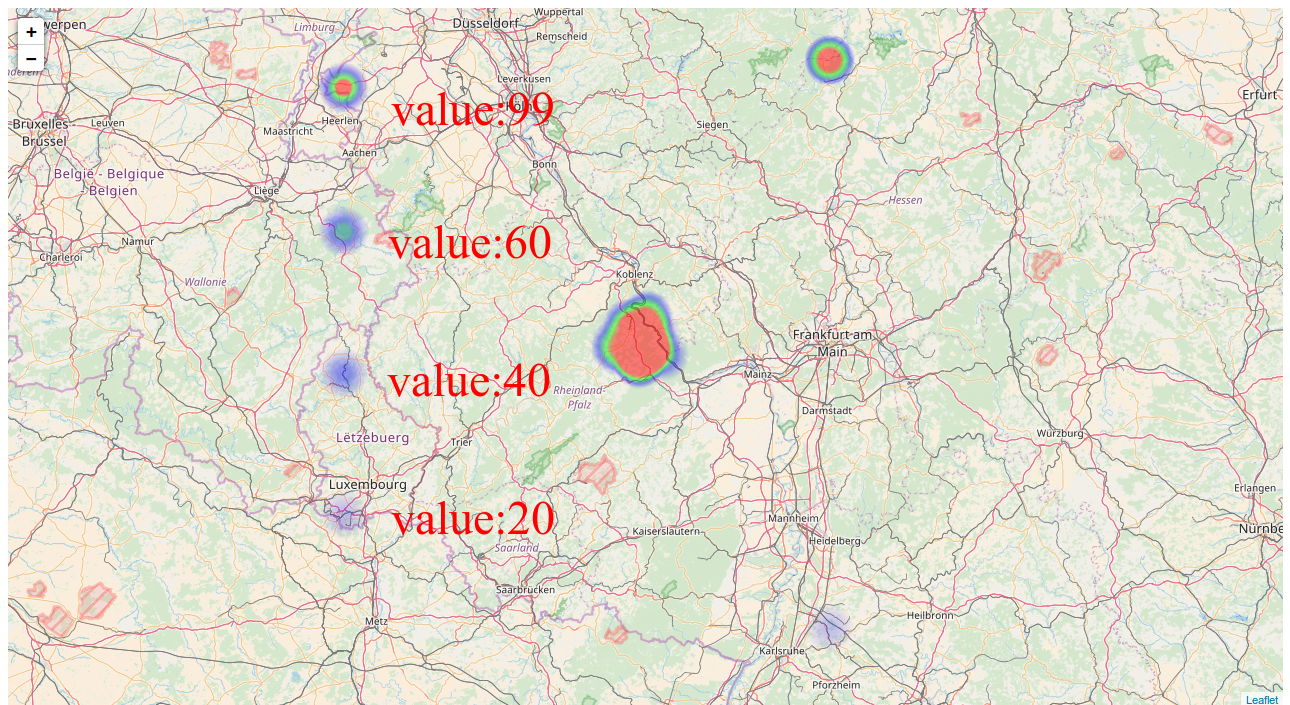 +
−
werpen
Limburg
Düsseldorf
Wuppertal
Remscheid
Leverkusen
Erfurt
Heerlen
value:99
Köln
Bruxelles -
Brussel
Leuven
Maastricht
Siegen
Aachen
Bonn
België - Belgique
- Belgien
Liège
Hessen
Namur
value:60
Charleroi
Koblenz
Wallonie
Frankfurt am
Main
Mainz
value:40
Rheinland-
Pfalz
Darmstadt
Lëtzebuerg
Trier
Würzburg
Luxembourg
Erlangen
value:20
Mannheim
Kaiserslautern
Nürnbe
Heidelberg
Saarland
Saarbrücken
Metz
Heilbronn
Karlsruhe
Pforzheim
Leaflet